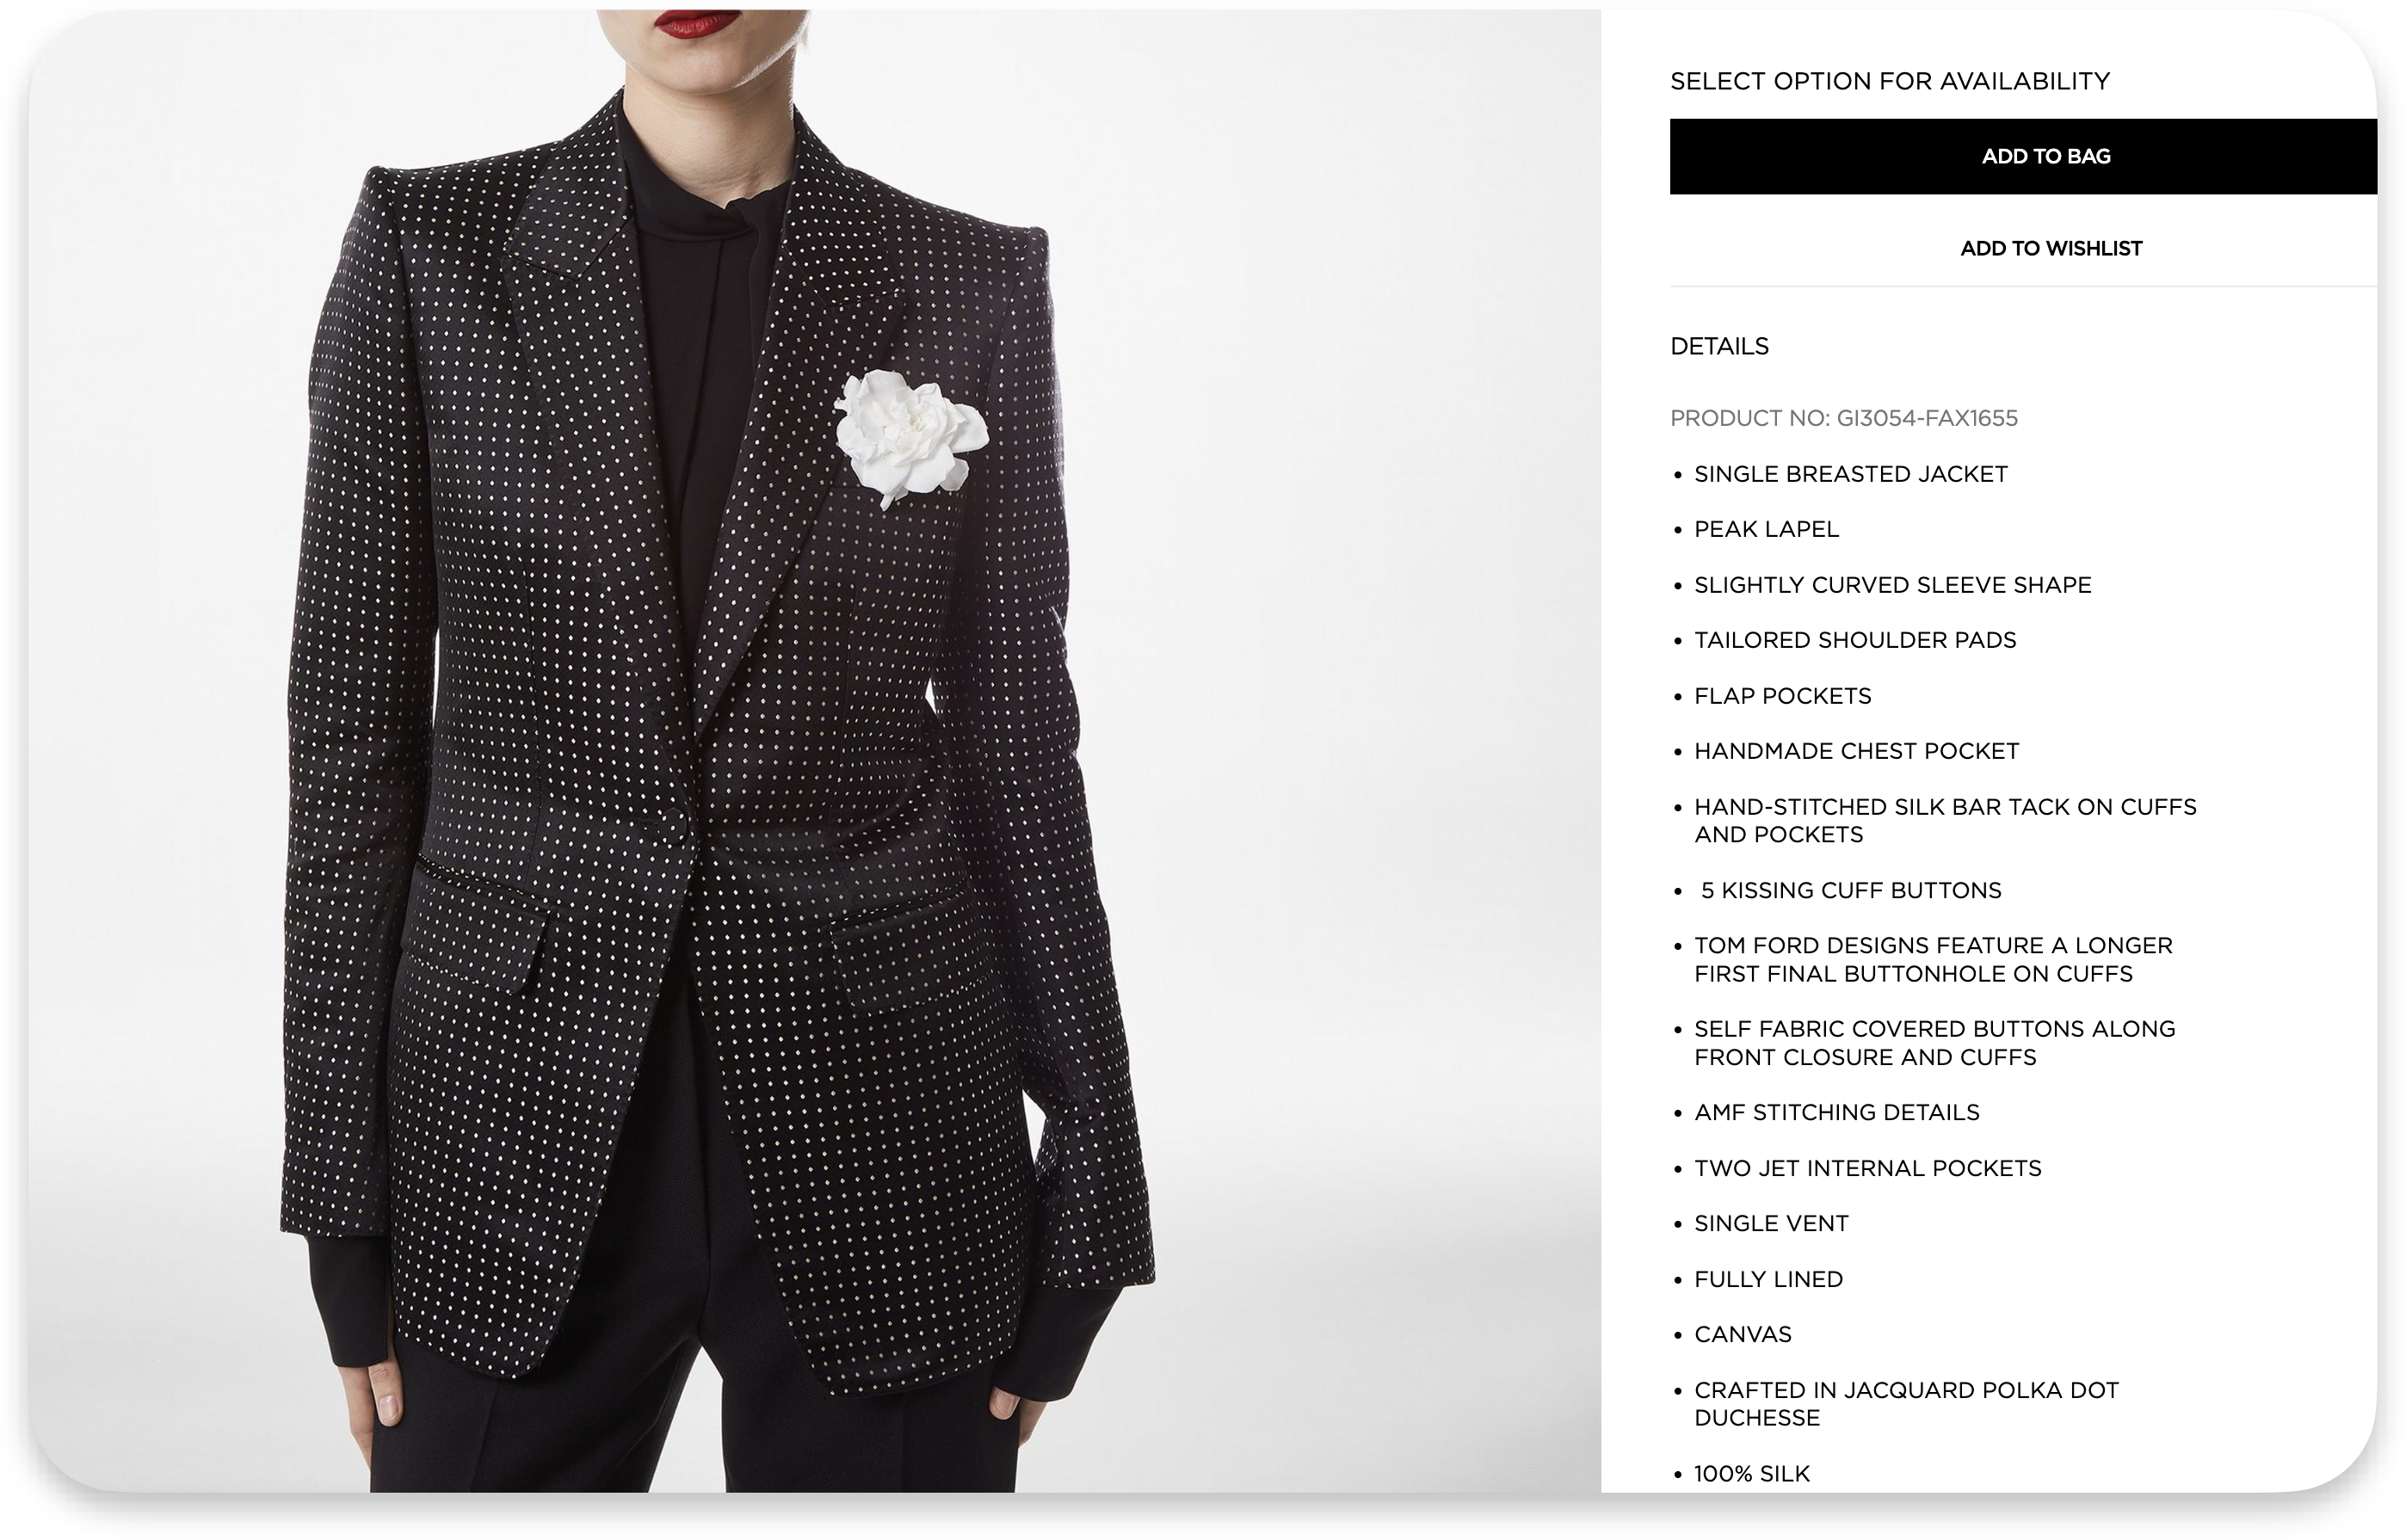 SELECT OPTION FOR AVAILABILITY
ADD TO BAG
ADD TO WISHLIST
DETAILS
PRODUCT NO: GI3054-FAX1655
• SINGLE BREASTED JACKET
• PEAK LAPEL
• SLIGHTLY CURVED SLEEVE SHAPE
• TAILORED SHOULDER PADS
• FLAP POCKETS
• HANDMADE CHEST POCKET
• HAND-STITCHED SILK BAR TACK ON CUFFS
AND POCKETS
• 5 KISSING CUFF BUTTONS
• TOM FORD DESIGNS FEATURE A LONGER
FIRST FINAL BUTTONHOLE ON CUFFS
• SELF FABRIC COVERED BUTTONS ALONG
FRONT CLOSURE AND CUFFS
• AMF STITCHING DETAILS
• TWO JET INTERNAL POCKETS
• SINGLE VENT
• FULLY LINED
• CANVAS
• CRAFTED IN JACQUARD POLKA DOT
DUCHESSE
• 100% SILK